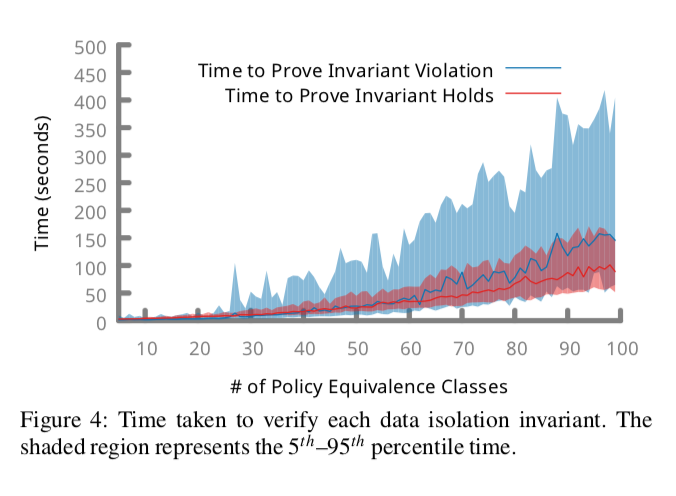 500
450
400
350
300
250
200
150
100
50
0
Time (seconds)
Time to Prove Invariant Violation
Time to Prove Invariant Holds
10 20 30 40 50 60 70 80 90 100
# of Policy Equivalence Classes
Figure 4: Time taken to verify each data isolation invariant. The
shaded region represents the 5th–95th percentile time.